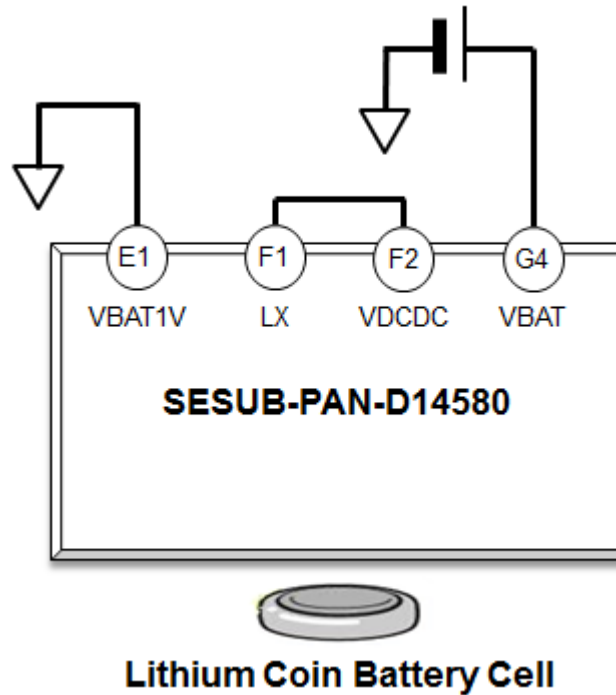 E1 F1 F2 G4
VBAT1V LX VDCDC VBAT
SESUB-PAN-D14580
Lithium Coin Battery Cell